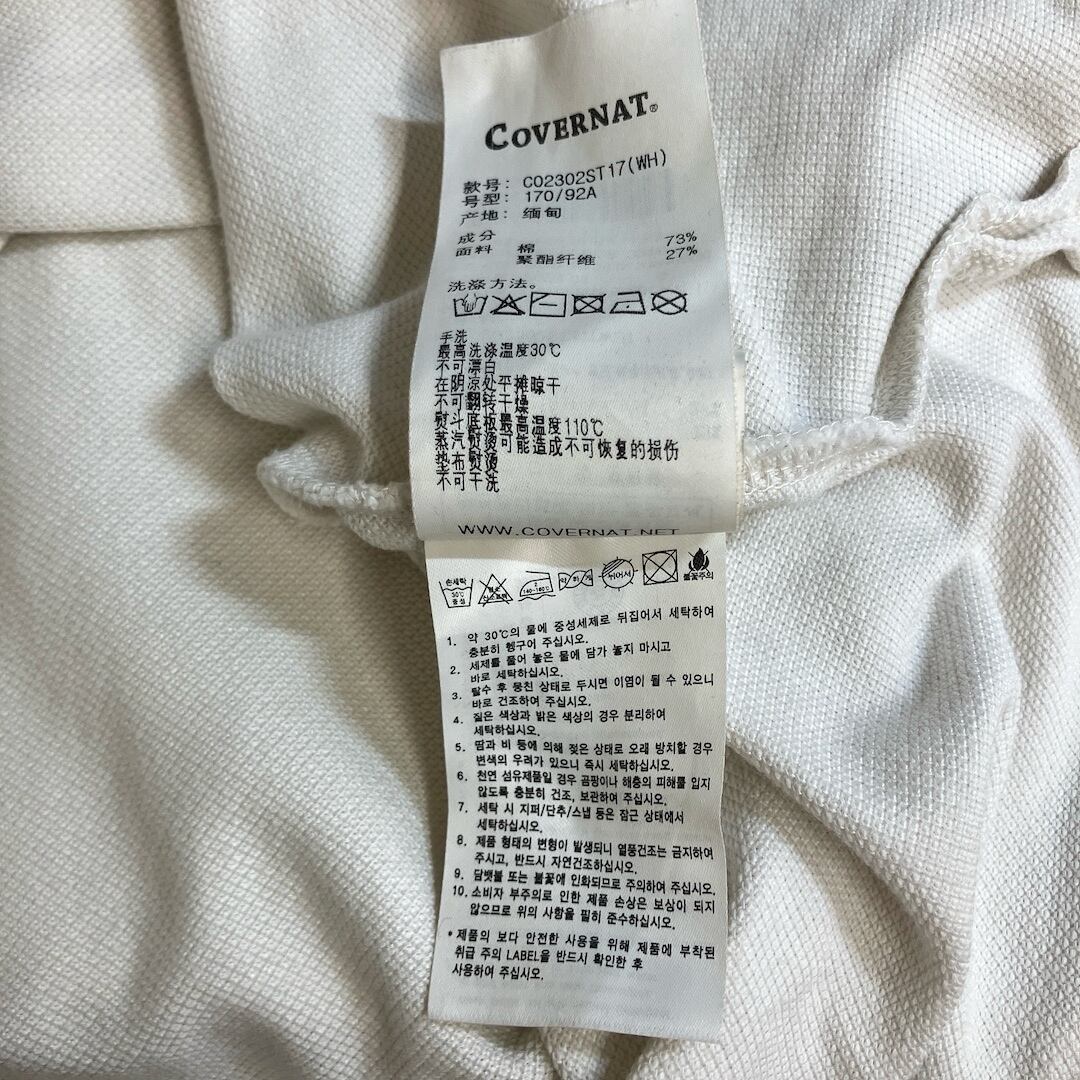 COVERNAT®
款号: CO2302ST17(WH)
号型: 170/92A
产地: 缅甸
成分
面料 棉 73%
聚酯纤维 27%
洗涤方法。
手洗
最高洗涤温度30℃
不可漂白
在阴凉处平摊晾干
不可翻转干燥
熨斗底板最高温度110℃
蒸汽熨烫可能造成不可恢复的损伤
垫布熨烫
不可干洗
WWW.COVERNAT.NET
손세탁 30℃ 중성
2 140-160℃
뉘어서
불꽃주의
1. 약 30℃의 물에 중성세제로 뒤집어서 세탁하여
충분히 헹구어 주십시오.
2. 세제를 풀어 놓은 물에 담가 놓지 마시고
바로 세탁하십시오.
3. 탈수 후 뭉친 상태로 두시면 이염이 될 수 있으니
바로 건조하여 주십시오.
4. 짙은 색상과 밝은 색상의 경우 분리하여
세탁하십시오.
5. 땀과 비 등에 의해 젖은 상태로 오래 방치할 경우
변색의 우려가 있으니 즉시 세탁하십시오.
6. 천연 섬유제품일 경우 곰팡이나 해충의 피해를 입지
않도록 충분히 건조, 보관하여 주십시오.
7. 세탁 시 지퍼/단추/스냅 등은 잠근 상태에서
세탁하십시오.
8. 제품 형태의 변형이 발생되니 열풍건조는 금지하여
주시고, 반드시 자연건조하십시오.
9. 담뱃불 또는 불꽃에 인화되므로 주의하여 주십시오.
10. 소비자 부주의로 인한 제품 손상은 보상이 되지
않으므로 위의 사항을 필히 준수하십시오.
* 제품의 보다 안전한 사용을 위해 제품에 부착된
취급 주의 LABEL을 반드시 확인한 후
사용하여 주십시오.